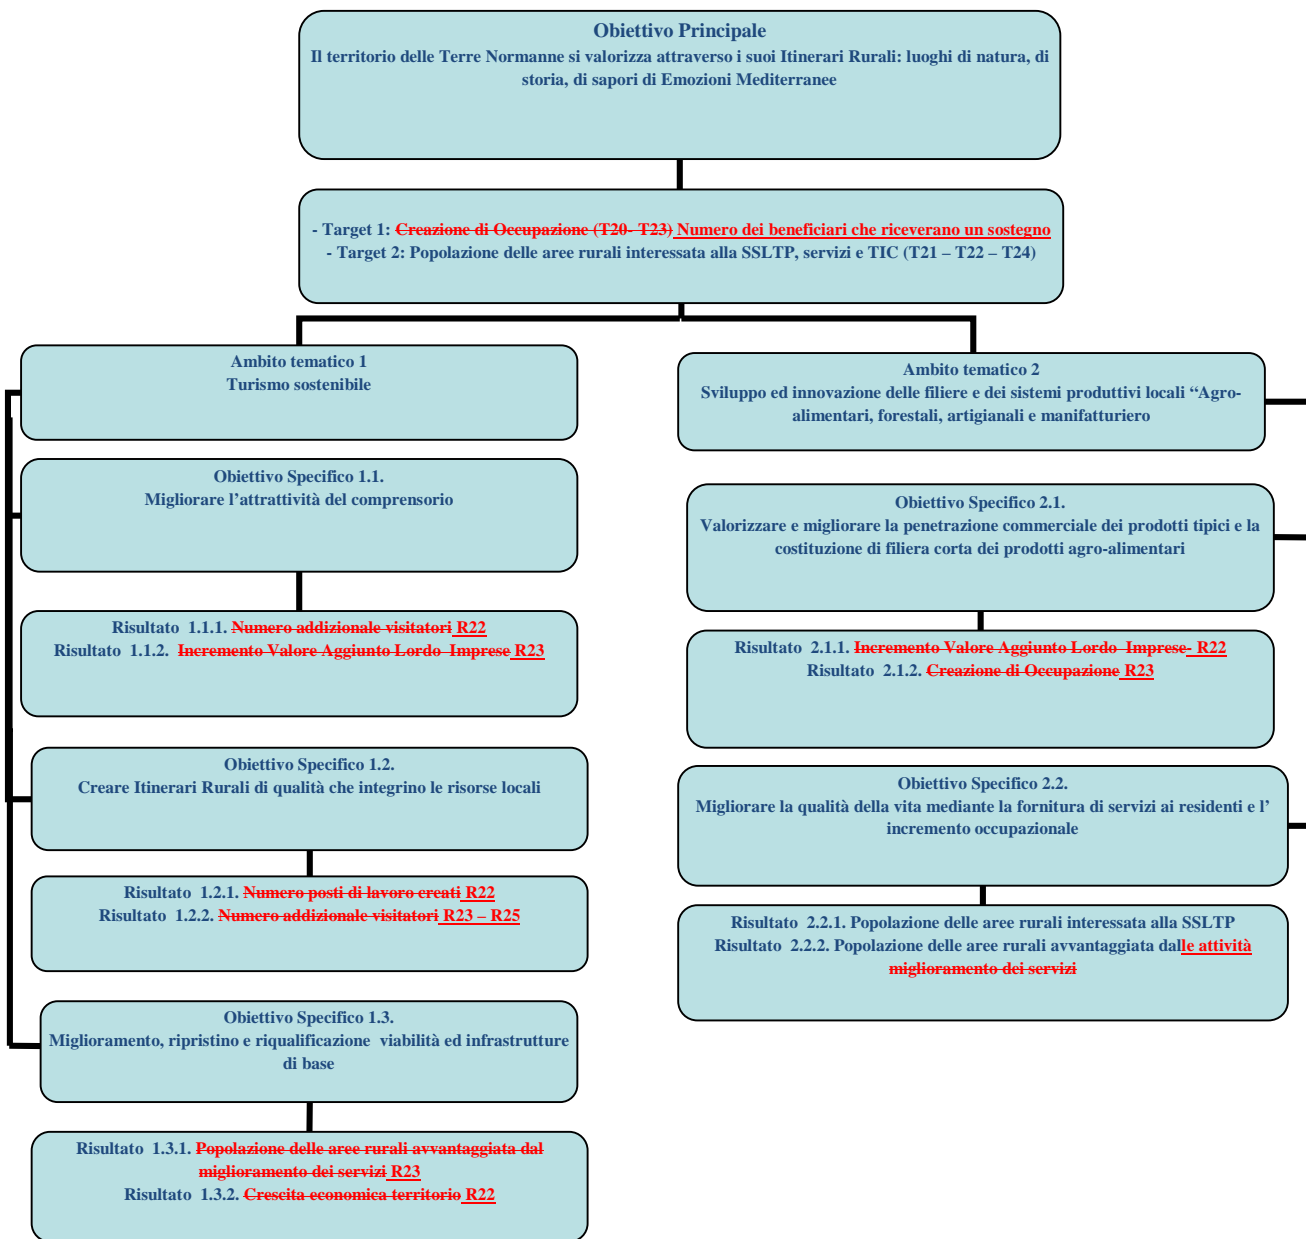 Obiettivo Principale
Il territorio delle Terre Normanne si valorizza attraverso i suoi Itinerari Rurali: luoghi di natura, di
storia, di sapori di Emozioni Mediterranee
- Target 1: Creazione di Occupazione (T20- T23) Numero dei beneficiari che riceverano un sostegno
- Target 2: Popolazione delle aree rurali interessata alla SSLTP, servizi e TIC (T21 – T22 – T24)
Ambito tematico 1
Turismo sostenibile
Obiettivo Specifico 1.1.
Migliorare l’attrattività del comprensorio
Risultato 1.1.1. Numero addizionale visitatori R22
Risultato 1.1.2. Incremento Valore Aggiunto Lordo Imprese R23
Obiettivo Specifico 1.2.
Creare Itinerari Rurali di qualità che integrino le risorse locali
Risultato 1.2.1. Numero posti di lavoro creati R22
Risultato 1.2.2. Numero addizionale visitatori R23 – R25
Obiettivo Specifico 1.3.
Miglioramento, ripristino e riqualificazione viabilità ed infrastrutture
di base
Risultato 1.3.1. Popolazione delle aree rurali avvantaggiata dal
miglioramento dei servizi R23
Risultato 1.3.2. Crescita economica territorio R22
Ambito tematico 2
Sviluppo ed innovazione delle filiere e dei sistemi produttivi locali “Agro-
alimentari, forestali, artigianali e manifatturiero
Obiettivo Specifico 2.1.
Valorizzare e migliorare la penetrazione commerciale dei prodotti tipici e la
costituzione di filiera corta dei prodotti agro-alimentari
Risultato 2.1.1. Incremento Valore Aggiunto Lordo Imprese- R22
Risultato 2.1.2. Creazione di Occupazione R23
Obiettivo Specifico 2.2.
Migliorare la qualità della vita mediante la fornitura di servizi ai residenti e l’
incremento occupazionale
Risultato 2.2.1. Popolazione delle aree rurali interessata alla SSLTP
Risultato 2.2.2. Popolazione delle aree rurali avvantaggiata dalle attività
miglioramento dei servizi